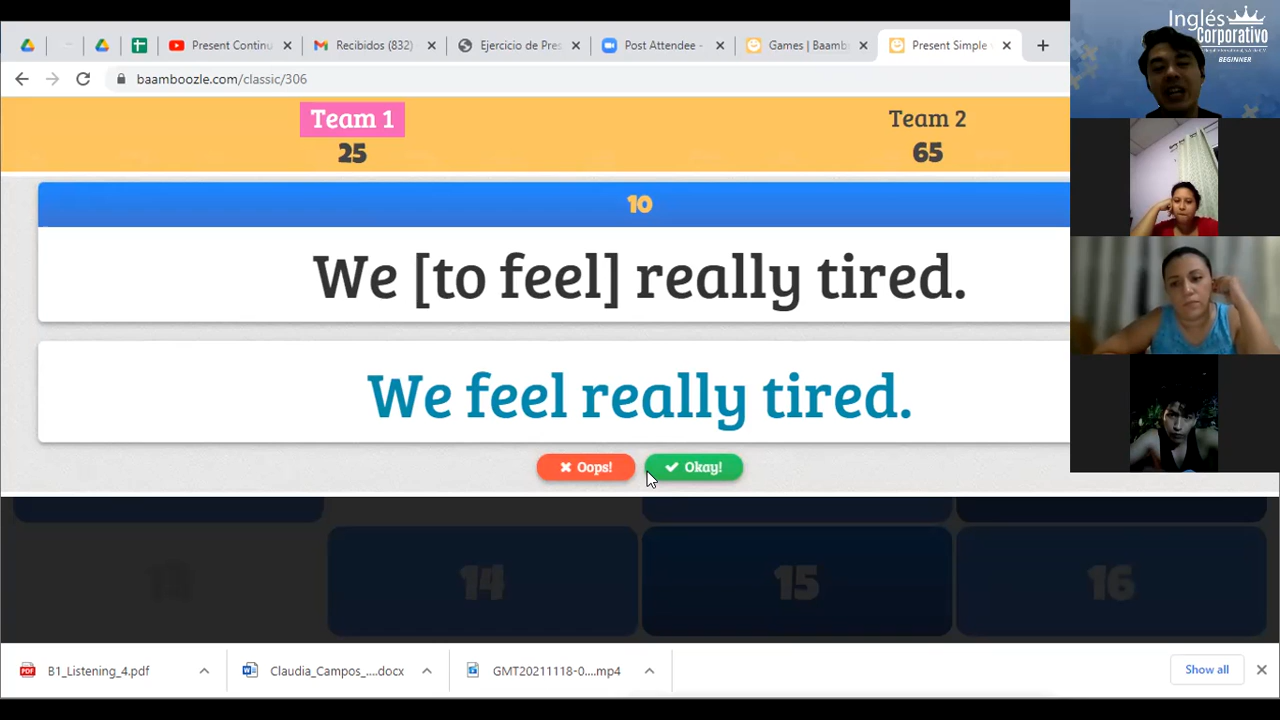 Present Continu
Recibidos (832)
Ejercicio de Pres
Post Attendee -
Games | Baamb
Present Simple
baamboozle.com/classic/306
Inglés
Corporativo
BEGINNER
Team 1
25
Team 2
65
10
We [to feel] really tired.
We feel really tired.
Oops!
Okay!
13
14
15
16
B1_Listening_4.pdf
Claudia_Campos_....docx
GMT20211118-0....mp4
Show all